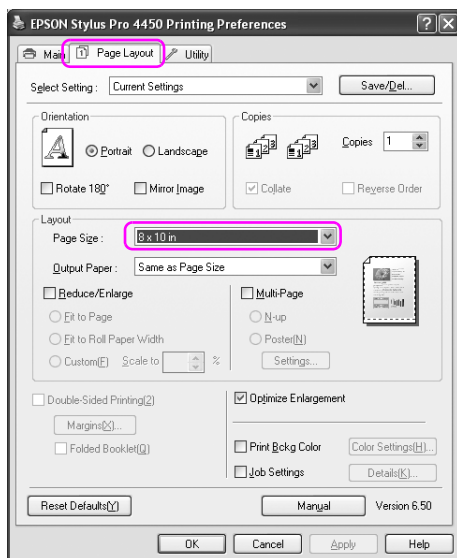 EPSON Stylus Pro 4450 Printing Preferences
Main Page Layout Utility
Select Setting : Current Settings Save/Del...
Orientation Copies
Portrait Landscape Copies 1
Rotate 180° Mirror Image Collate Reverse Order
Layout
Page Size : 8 x 10 in
Output Paper : Same as Page Size
Reduce/Enlarge Multi-Page
Fit to Page N-up
Fit to Roll Paper Width Poster(N)
Custom(F) Scale to % Settings...
Double-Sided Printing(2) Optimize Enlargement
Margins(X)...
Folded Booklet(Q) Print Bckg Color Color Settings(H)...
Job Settings Details(K)...
Reset Defaults(Y) Manual Version 6.50
OK Cancel Apply Help